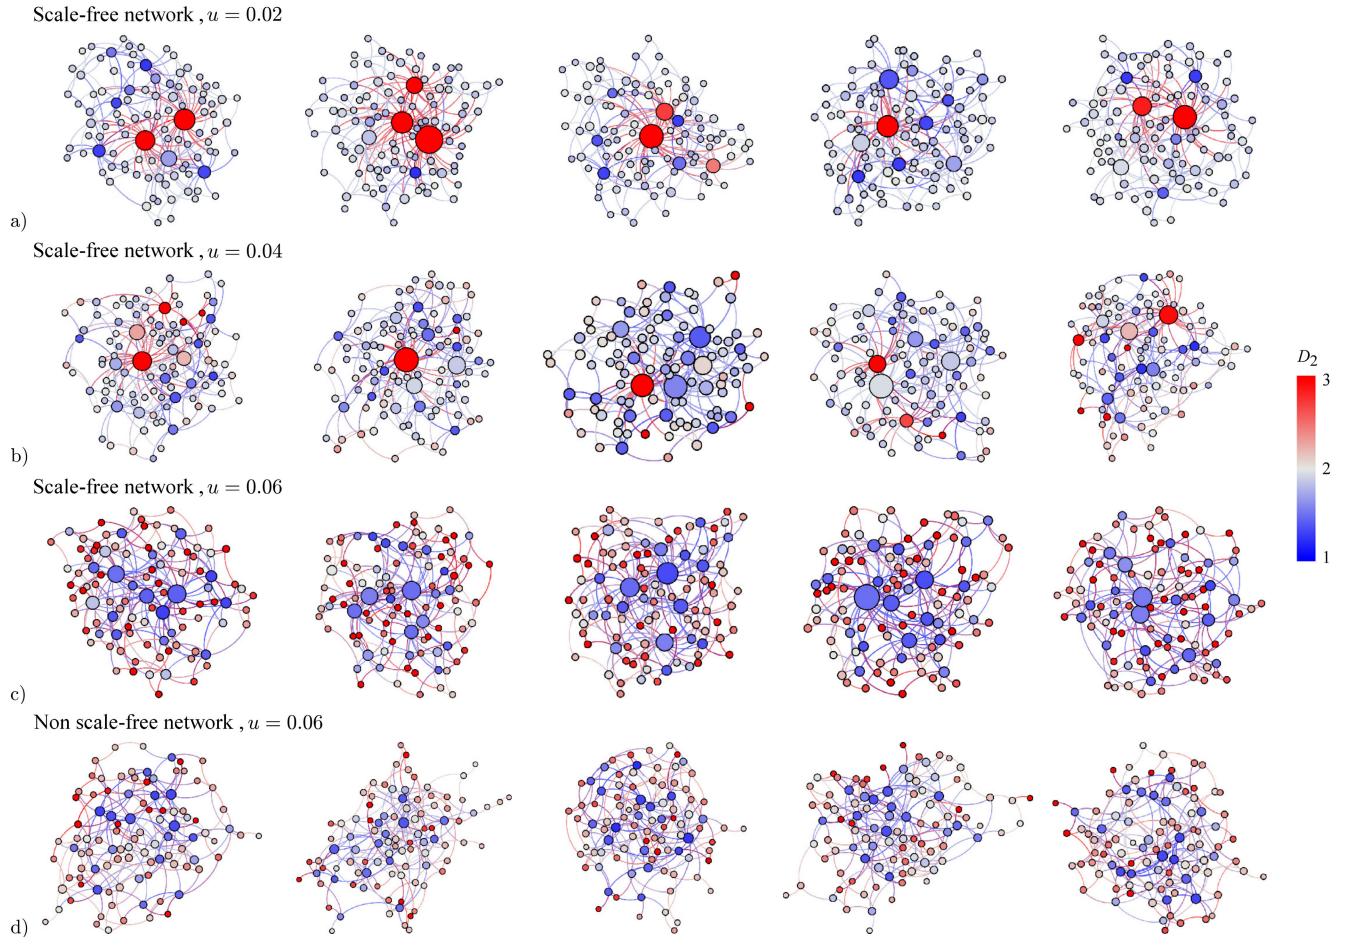 Scale-free network , u = 0.02
a)
Scale-free network , u = 0.04
b)
D₂
3
2
1
Scale-free network , u = 0.06
c)
Non scale-free network , u = 0.06
d)